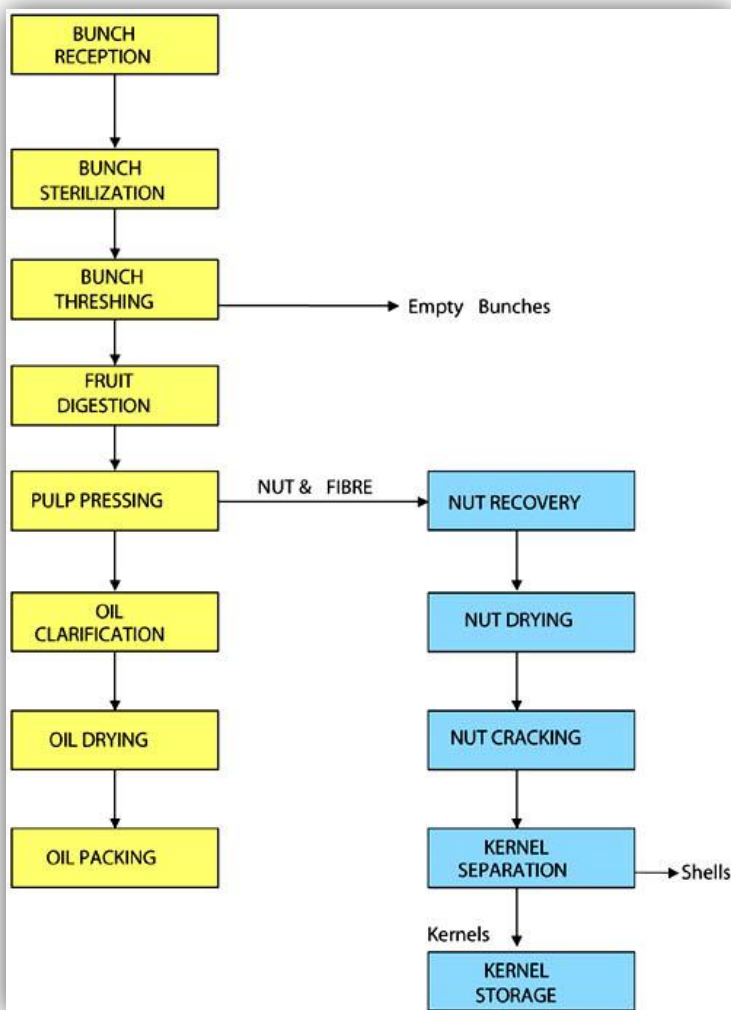 BUNCH
RECEPTION
BUNCH
STERILIZATION
BUNCH
THRESHING
Empty Bunches
FRUIT
DIGESTION
PULP PRESSING
NUT & FIBRE
NUT RECOVERY
OIL
CLARIFICATION
NUT DRYING
OIL DRYING
NUT CRACKING
OIL PACKING
KERNEL
SEPARATION
Shells
Kernels
KERNEL
STORAGE